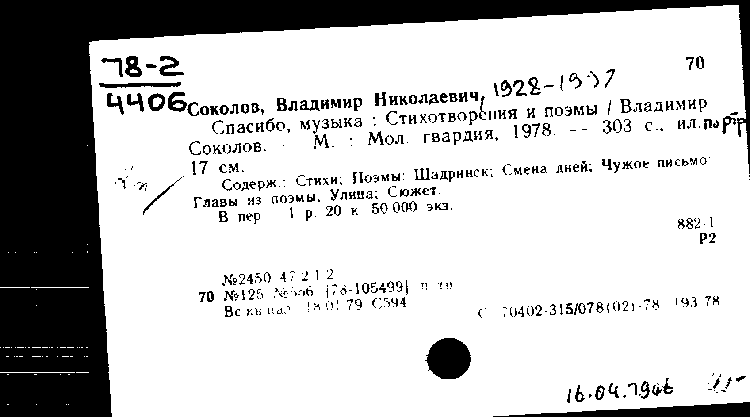 78-2
4406
70
Соколов, Владимир Николаевич, 1928-1997
Спасибо, музыка : Стихотворения и поэмы / Владимир
Соколов. - М. : Мол. гвардия, 1978. -- 303 с., ил. портр
17 см.
Содерж.: Стихи; Поэмы: Шадринск; Смена дней; Чужое письмо:
Главы из поэмы, Улица; Сюжет.
В пер 1 р. 20 к 50 000 экз.
882-1
Р2
№2450 47 2 1 2
70 №125 №556 [78-105499]
Вс кн пал 18 01 79 С594
С 70402-315/078(02)-78 193-78
16.04.